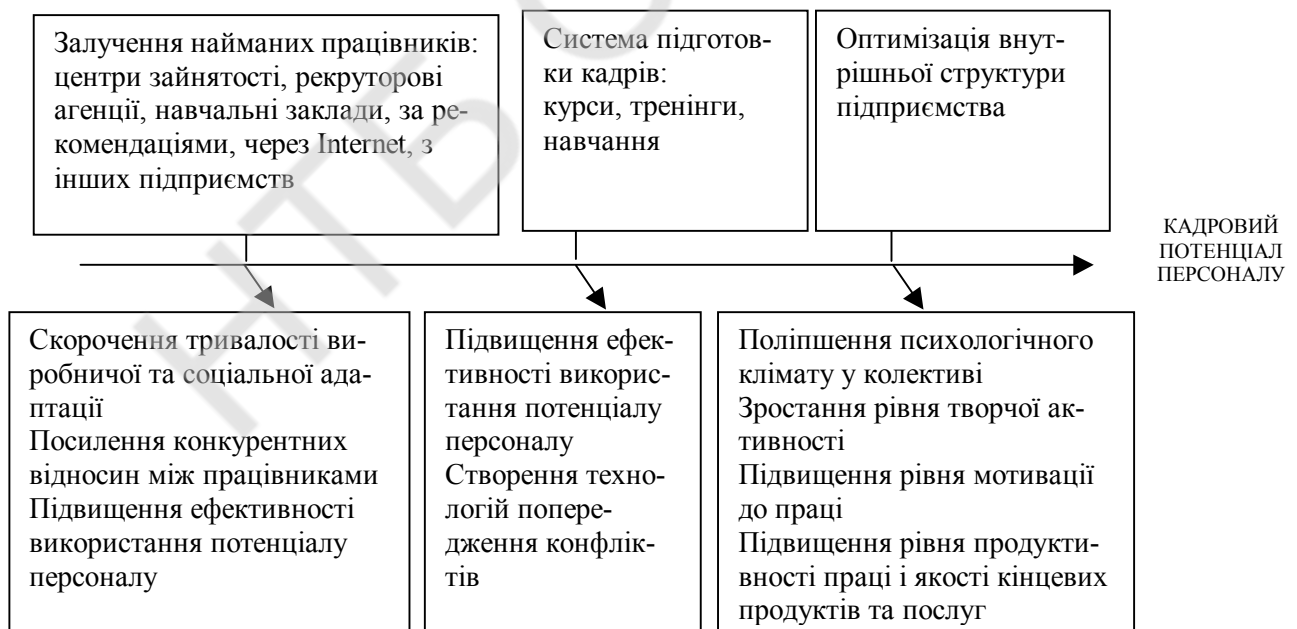 Залучення найманих працівників:
центри зайнятості, рекруторові
агенції, навчальні заклади, за ре-
комендаціями, через Internet, з
інших підприємств
Система підготов-
ки кадрів:
курси, тренінги,
навчання
Оптимізація внут-
рішньої структури
підприємства
КАДРОВИЙ
ПОТЕНЦІАЛ
ПЕРСОНАЛУ
Скорочення тривалості ви-
робничої та соціальної ада-
птації
Посилення конкурентних
відносин між працівниками
Підвищення ефективності
використання потенціалу
персоналу
Підвищення ефек-
тивності викорис-
тання потенціалу
персоналу
Створення техно-
логій попере-
дження конфлік-
тів
Поліпшення психологічного
клімату у колективі
Зростання рівня творчої ак-
тивності
Підвищення рівня мотивації
до праці
Підвищення рівня продукти-
вності праці і якості кінцевих
продуктів та послуг
НТБ